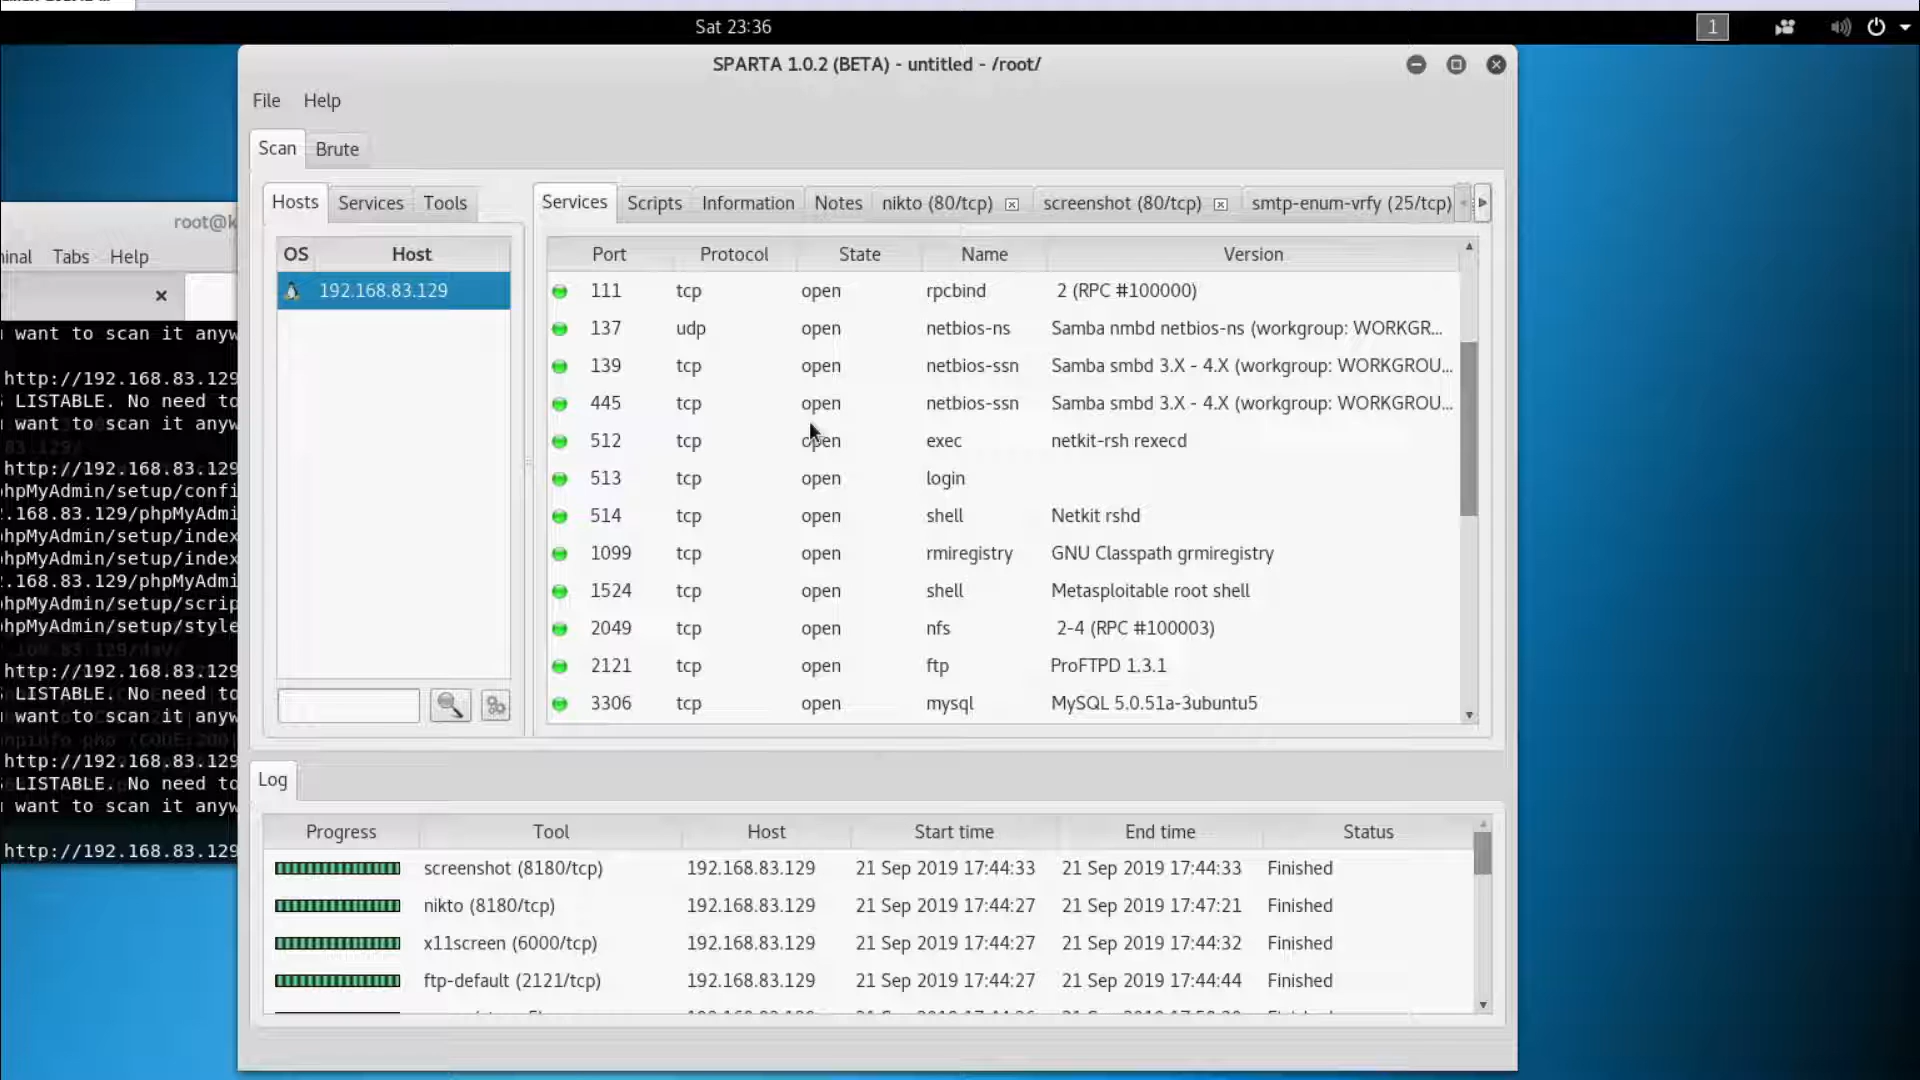 Sat 23:36
1
SPARTA 1.0.2 (BETA) - untitled - /root/
File Help
Scan Brute
Hosts Services Tools
Services Scripts Information Notes nikto (80/tcp) screenshot (80/tcp) smtp-enum-vrfy (25/tcp)
OS Host
192.168.83.129
Port Protocol State Name Version
111 tcp open rpcbind 2 (RPC #100000)
137 udp open netbios-ns Samba nmbd netbios-ns (workgroup: WORKGR...
139 tcp open netbios-ssn Samba smbd 3.X - 4.X (workgroup: WORKGROU...
445 tcp open netbios-ssn Samba smbd 3.X - 4.X (workgroup: WORKGROU...
512 tcp open exec netkit-rsh rexecd
513 tcp open login
514 tcp open shell Netkit rshd
1099 tcp open rmiregistry GNU Classpath grmiregistry
1524 tcp open shell Metasploitable root shell
2049 tcp open nfs 2-4 (RPC #100003)
2121 tcp open ftp ProFTPD 1.3.1
3306 tcp open mysql MySQL 5.0.51a-3ubuntu5
Log
Progress Tool Host Start time End time Status
screenshot (8180/tcp) 192.168.83.129 21 Sep 2019 17:44:33 21 Sep 2019 17:44:33 Finished
nikto (8180/tcp) 192.168.83.129 21 Sep 2019 17:44:27 21 Sep 2019 17:47:21 Finished
x11screen (6000/tcp) 192.168.83.129 21 Sep 2019 17:44:27 21 Sep 2019 17:44:32 Finished
ftp-default (2121/tcp) 192.168.83.129 21 Sep 2019 17:44:27 21 Sep 2019 17:44:44 Finished
root@k
inal Tabs Help
want to scan it anyw
http://192.168.83.129
LISTABLE. No need to
want to scan it anyw
http://192.168.83.129
hpMyAdmin/setup/confi
.168.83.129/phpMyAdmi
hpMyAdmin/setup/index
hpMyAdmin/setup/index
.168.83.129/phpMyAdmi
hpMyAdmin/setup/scrip
hpMyAdmin/setup/style
http://192.168.83.129
LISTABLE. No need to
want to scan it anyw
http://192.168.83.129
LISTABLE. No need to
want to scan it anyw
http://192.168.83.129